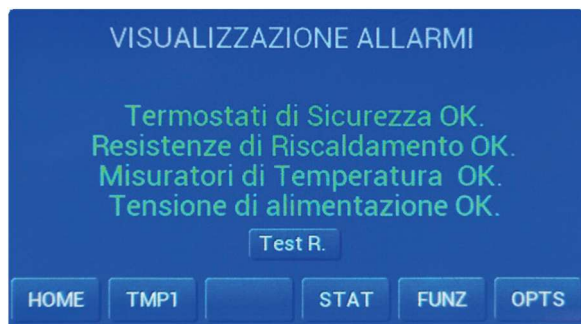 VISUALIZZAZIONE ALLARMI
Termostati di Sicurezza OK.
Resistenze di Riscaldamento OK.
Misuratori di Temperatura OK.
Tensione di alimentazione OK.
Test R.
HOME TMP1 STAT FUNZ OPTS